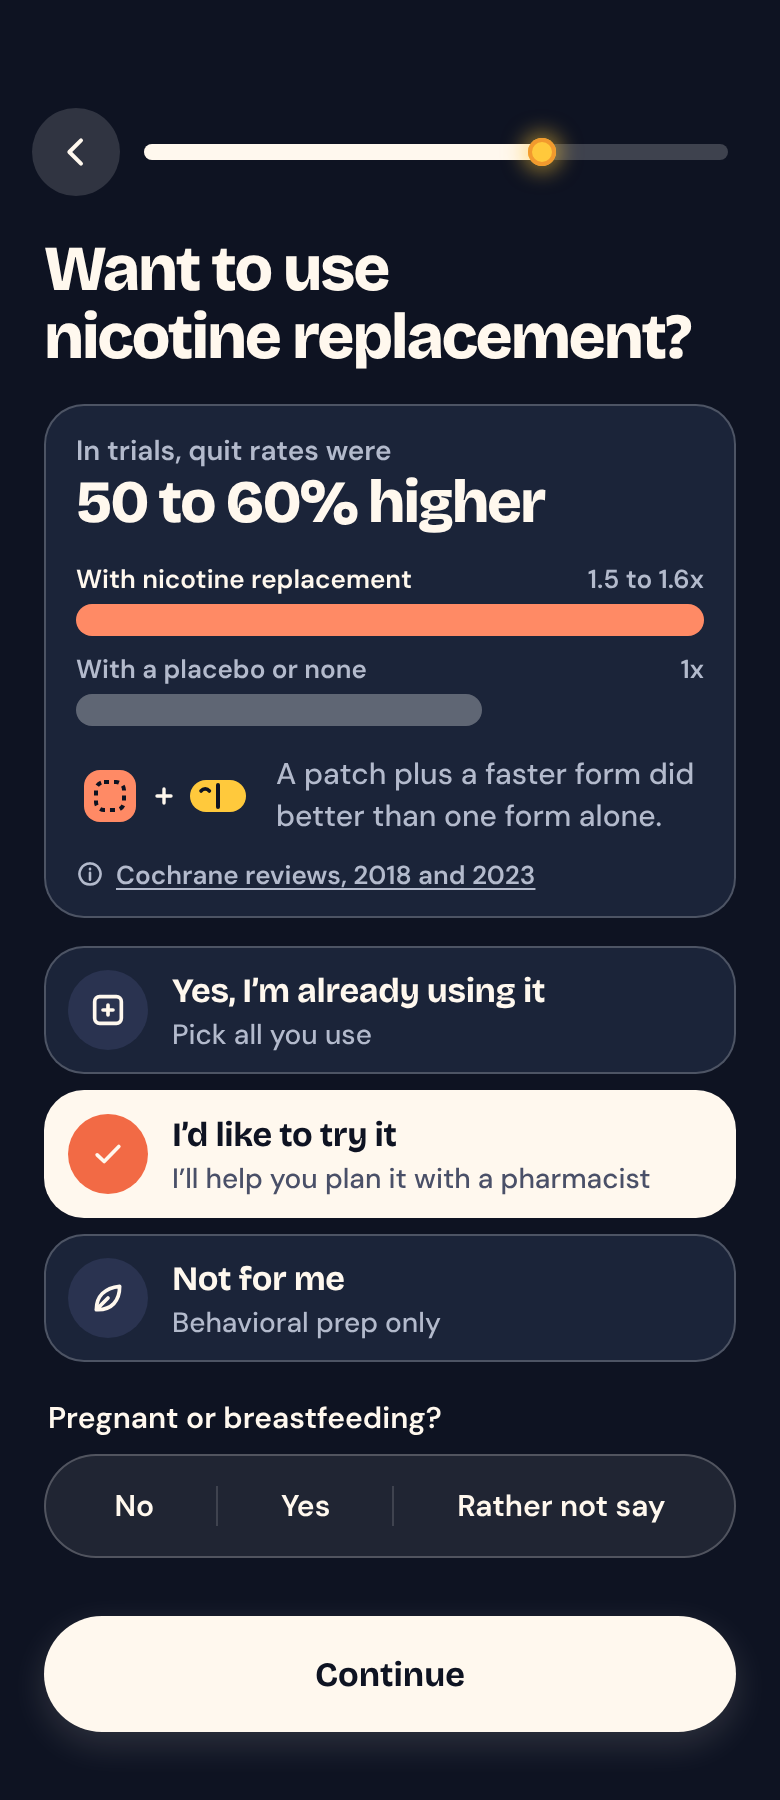 Want to use
nicotine replacement?
In trials, quit rates were
50 to 60% higher
With nicotine replacement 1.5 to 1.6x
With a placebo or none 1x
A patch plus a faster form did
better than one form alone.
Cochrane reviews, 2018 and 2023
Yes, I’m already using it
Pick all you use
I’d like to try it
I’ll help you plan it with a pharmacist
Not for me
Behavioral prep only
Pregnant or breastfeeding?
No Yes Rather not say
Continue